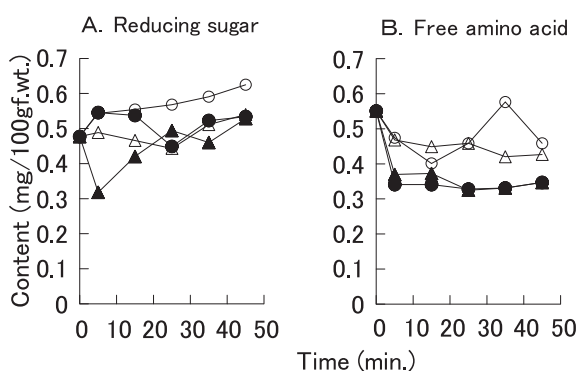 A. Reducing sugar
B. Free amino acid
Content (mg/100gf.wt.)
0.7
0.6
0.5
0.4
0.3
0.2
0.1
0
0 10 20 30 40 50
0.7
0.6
0.5
0.4
0.3
0.2
0.1
0
0 10 20 30 40 50
Time (min.)